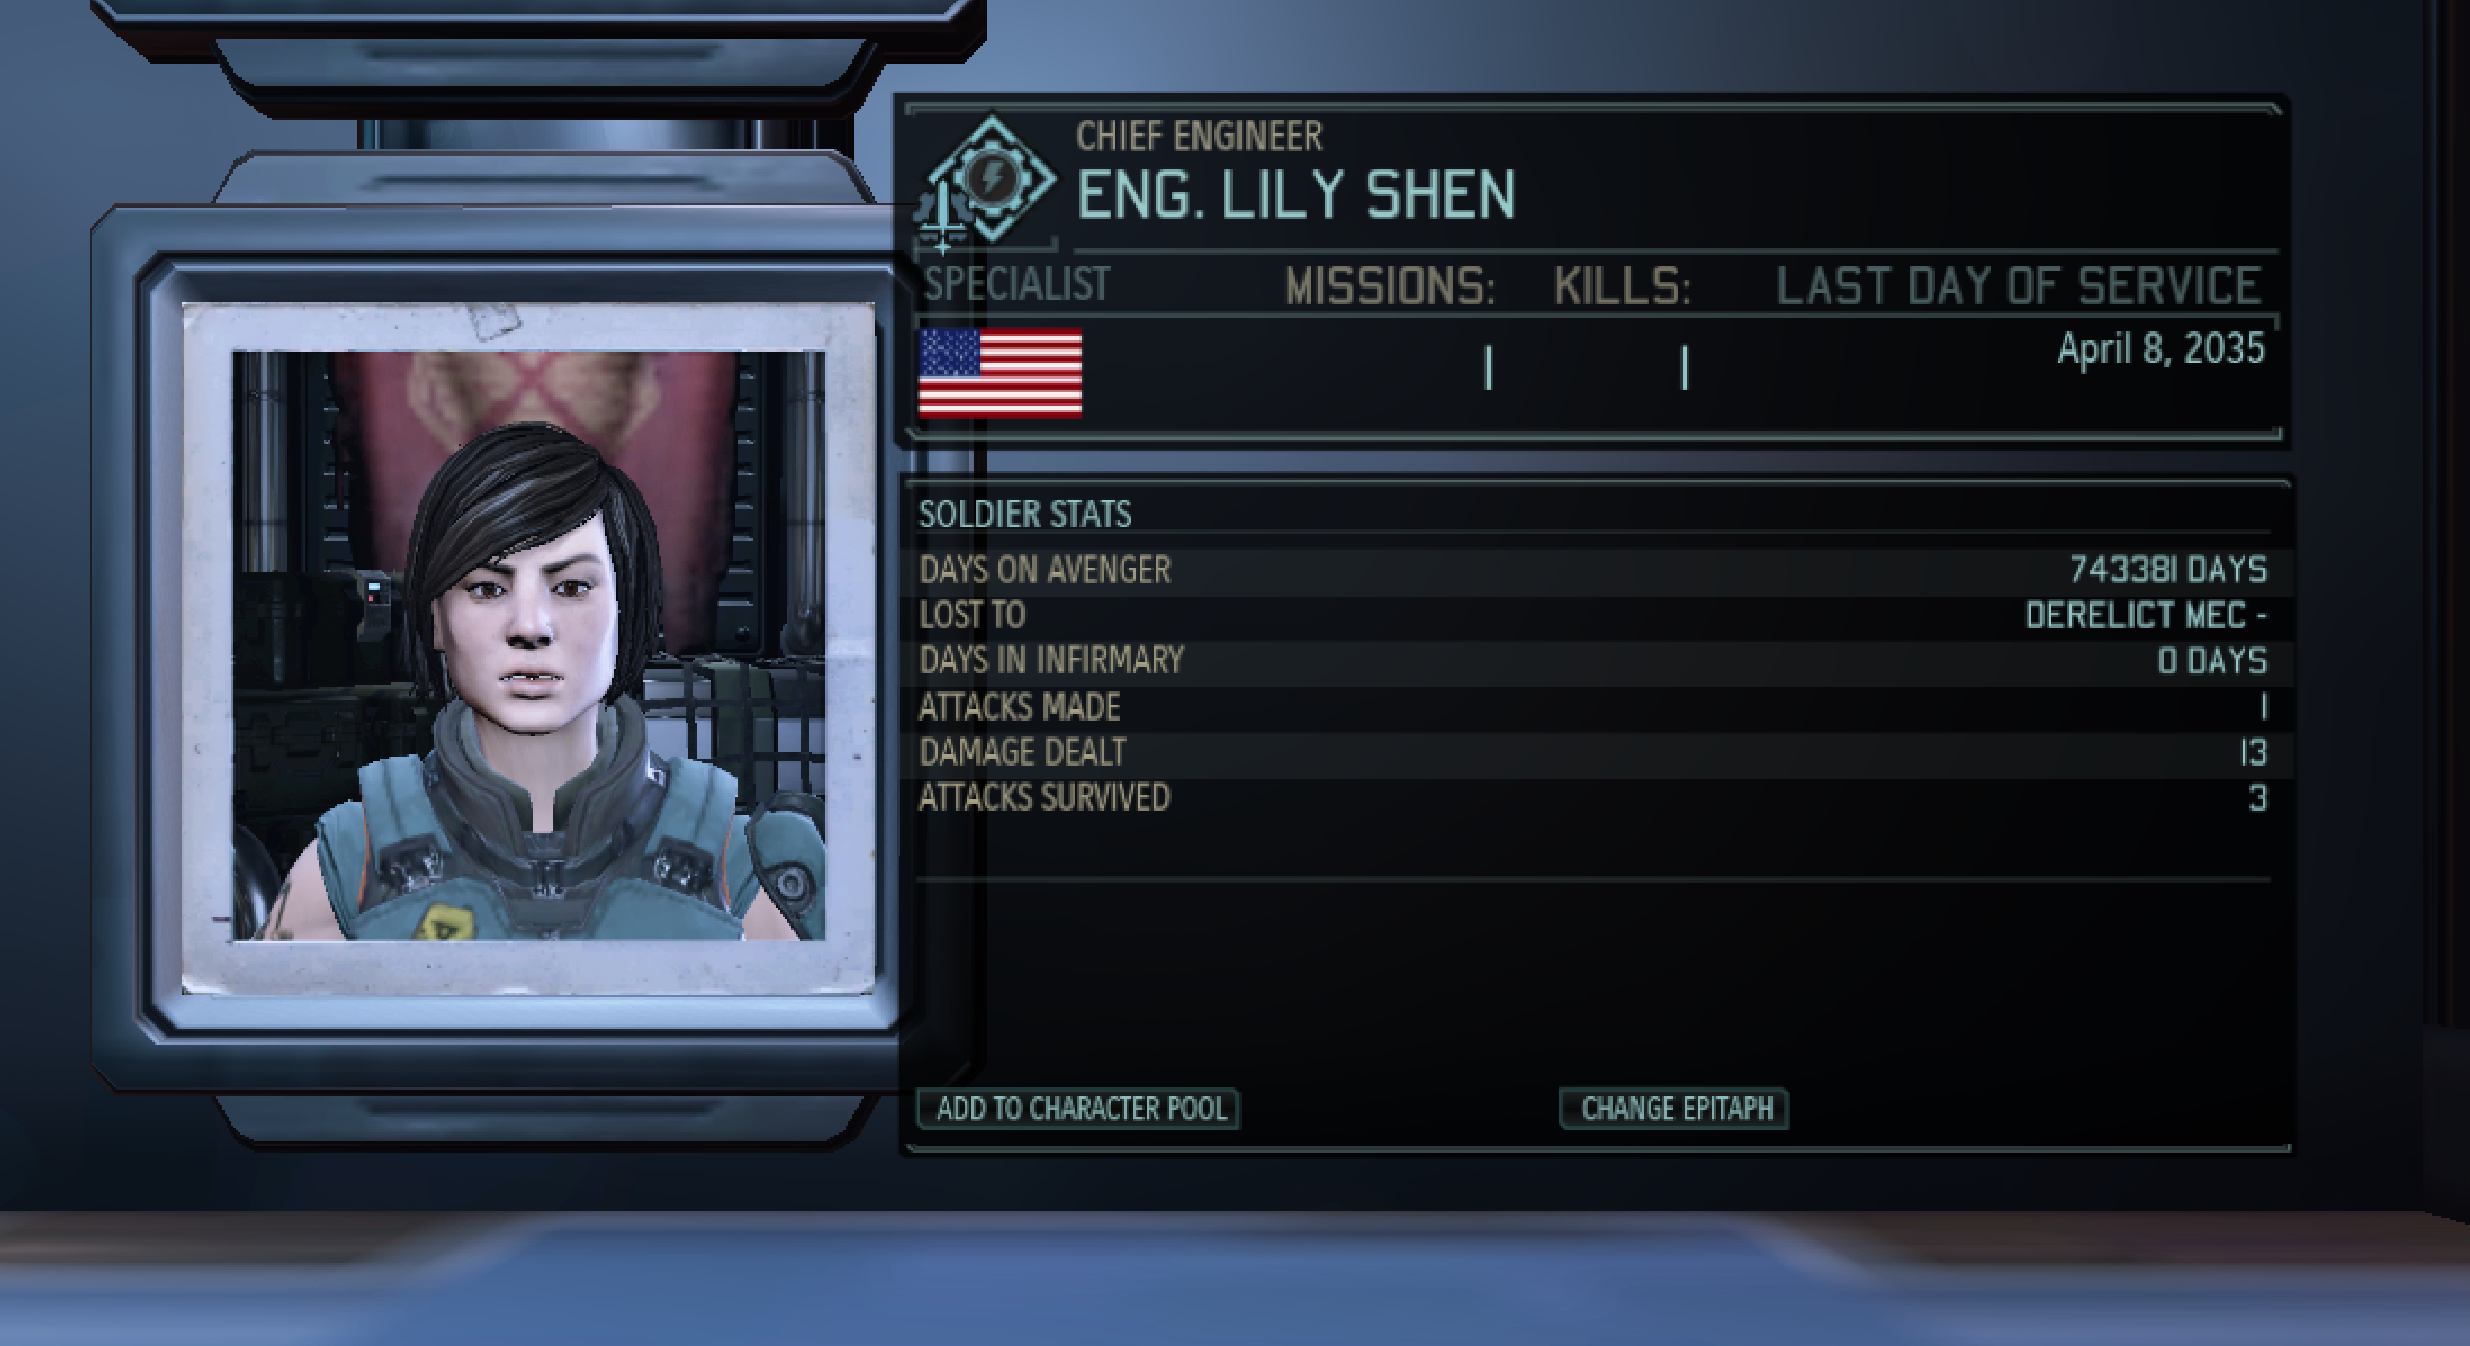 CHIEF ENGINEER
ENG. LILY SHEN
SPECIALIST MISSIONS: KILLS: LAST DAY OF SERVICE
1 1 April 8, 2035
SOLDIER STATS
DAYS ON AVENGER 743381 DAYS
LOST TO DERELICT MEC -
DAYS IN INFIRMARY 0 DAYS
ATTACKS MADE 1
DAMAGE DEALT 13
ATTACKS SURVIVED 3
ADD TO CHARACTER POOL CHANGE EPITAPH